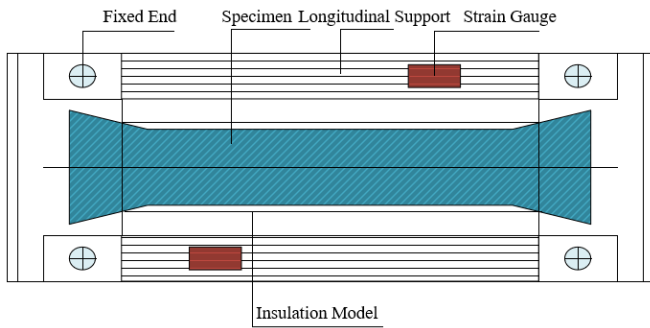 Fixed End
Specimen
Longitudinal Support
Strain Gauge
Insulation Model